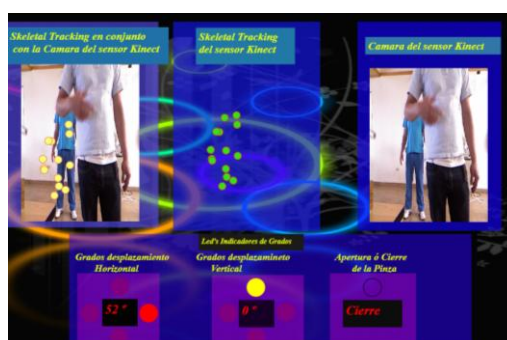 Skeletal Tracking en conjunto
con la Camara del sensor Kinect
Skeletal Tracking
del sensor Kinect
Camara del sensor Kinect
Led's Indicadores de Grados
Grados desplazamiento
Horizontal
Grados desplazamineto
Vertical
Apertura ó Cierre
de la Pinza
52 °
0 °
Cierre